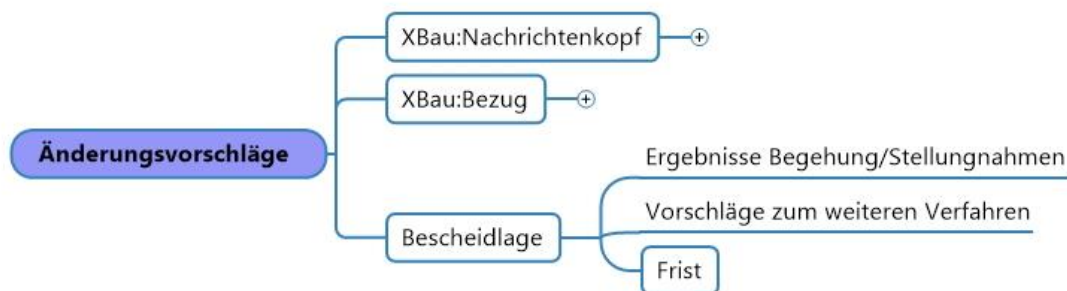 XBau:Nachrichtenkopf
XBau:Bezug
Änderungsvorschläge
Ergebnisse Begehung/Stellungnahmen
Vorschläge zum weiteren Verfahren
Bescheidlage
Frist